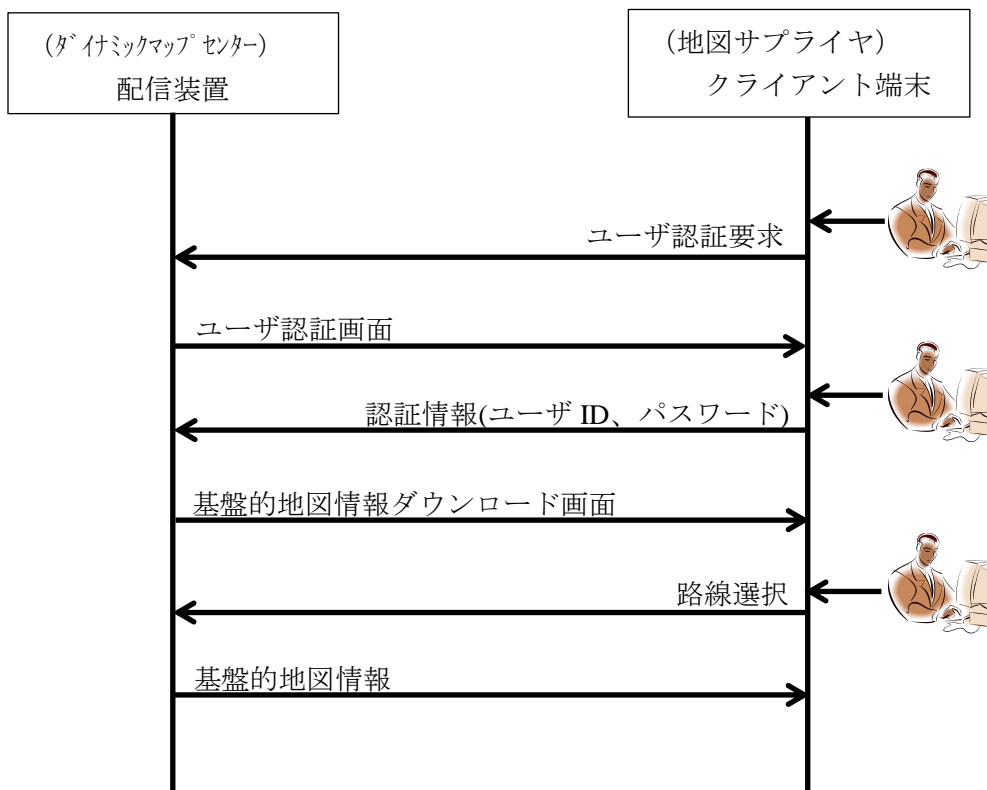 (ﾀﾞｲﾅﾐｯｸﾏｯﾌﾟｾﾝﾀｰ)
配信装置
（地図サプライヤ）
クライアント端末
ユーザ認証要求
ユーザ認証画面
認証情報(ユーザ ID、パスワード)
基盤的地図情報ダウンロード画面
路線選択
基盤的地図情報